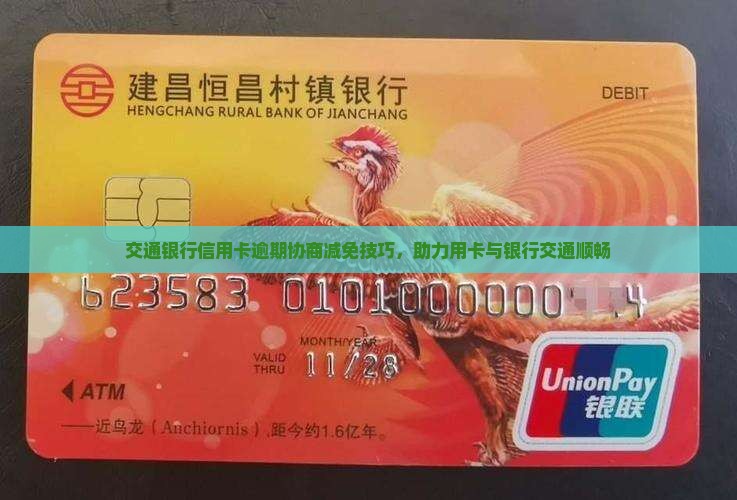 建昌恒昌村镇银行
HENGCHANG RURAL BANK OF JIANCHANG
DEBIT
交通银行信用卡逾期协商减免技巧，助力用卡与银行交通顺畅
623583 0101000000 4
MONTH/YEAR
VALID THRU 11/28
ATM
——近鸟龙（Anchiornis）,距今约1.6亿年。
UnionPay
银联